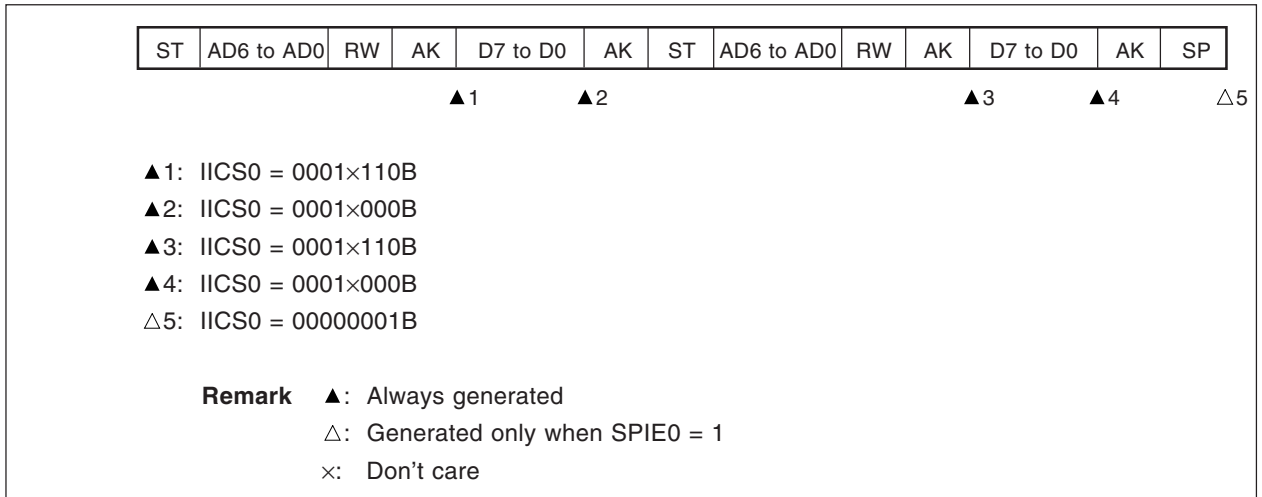 ST AD6 to AD0 RW AK D7 to D0 AK ST AD6 to AD0 RW AK D7 to D0 AK SP
▲1 ▲2 ▲3 ▲4 △5
▲1: IICS0 = 0001×110B
▲2: IICS0 = 0001×000B
▲3: IICS0 = 0001×110B
▲4: IICS0 = 0001×000B
△5: IICS0 = 00000001B
Remark ▲: Always generated
△: Generated only when SPIE0 = 1
×: Don't care